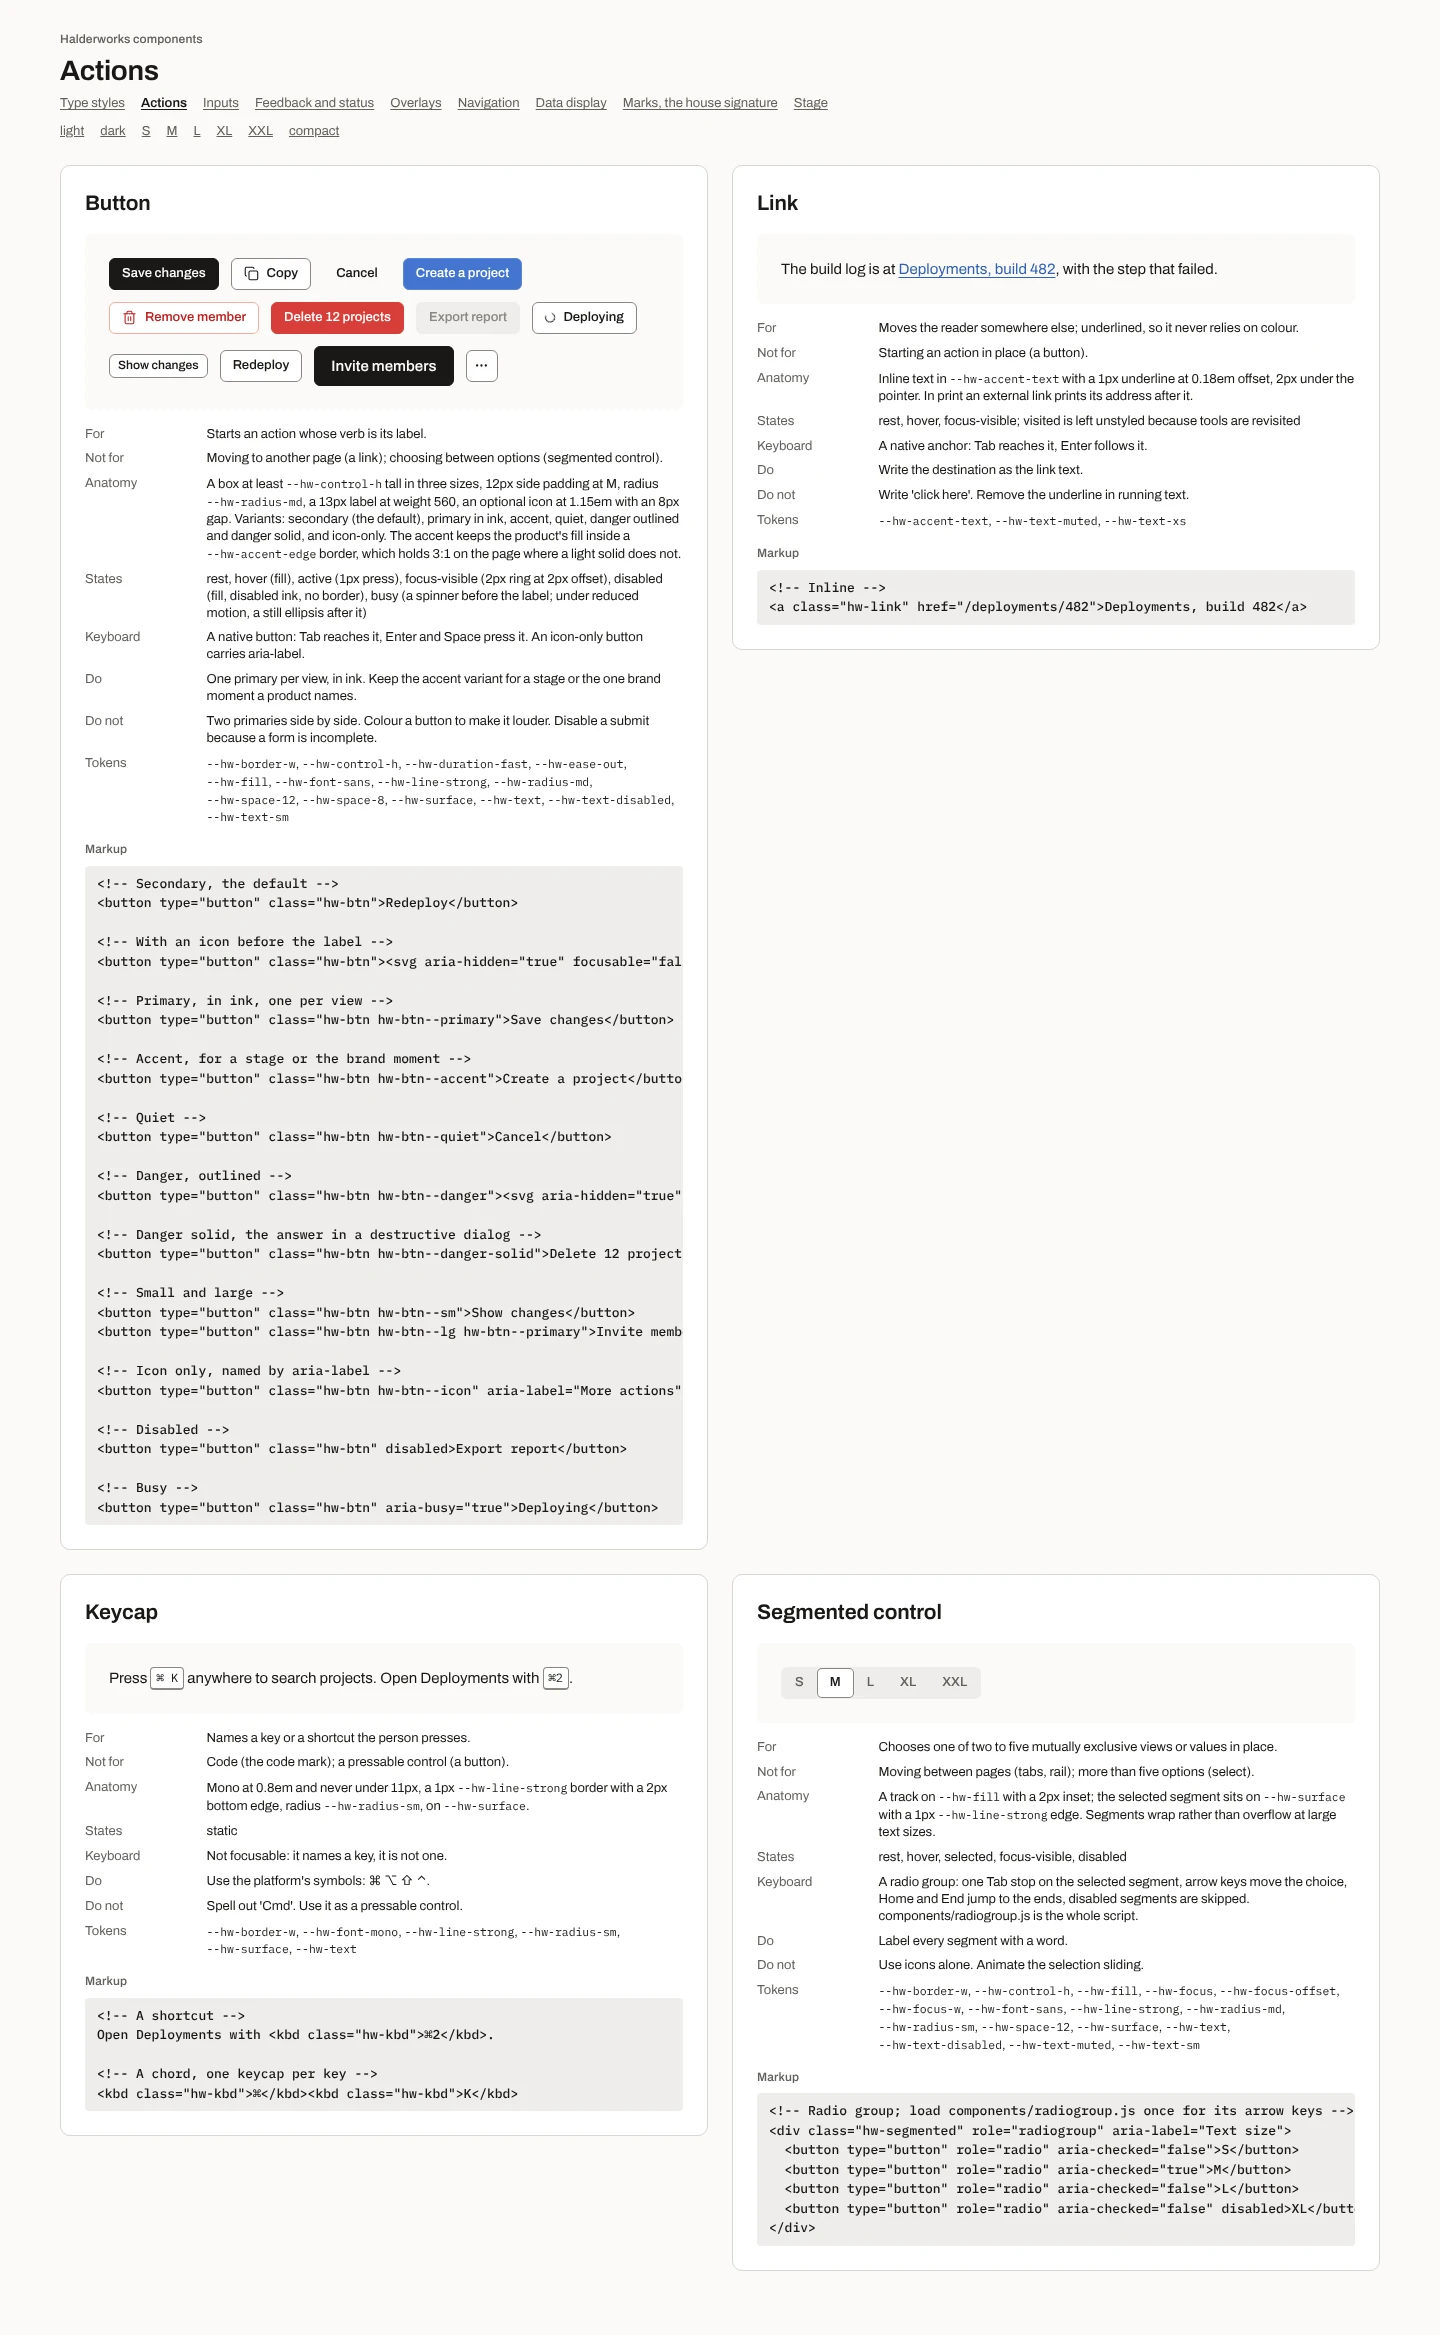 Halderworks components
Actions
Type styles Actions Inputs Feedback and status Overlays Navigation Data display Marks, the house signature Stage
light dark S M L XL XXL compact
Button
Save changes Copy Cancel Create a project
Remove member Delete 12 projects Export report Deploying
Show changes Redeploy Invite members ···
For Starts an action whose verb is its label.
Not for Moving to another page (a link); choosing between options (segmented control).
Anatomy A box at least --hw-control-h tall in three sizes, 12px side padding at M, radius
--hw-radius-md, a 13px label at weight 560, an optional icon at 1.15em with an 8px
gap. Variants: secondary (the default), primary in ink, accent, quiet, danger outlined
and danger solid, and icon-only. The accent keeps the product's fill inside a
--hw-accent-edge border, which holds 3:1 on the page where a light solid does not.
States rest, hover (fill), active (1px press), focus-visible (2px ring at 2px offset), disabled
(fill, disabled ink, no border), busy (a spinner before the label; under reduced
motion, a still ellipsis after it)
Keyboard A native button: Tab reaches it, Enter and Space press it. An icon-only button
carries aria-label.
Do One primary per view, in ink. Keep the accent variant for a stage or the one brand
moment a product names.
Do not Two primaries side by side. Colour a button to make it louder. Disable a submit
because a form is incomplete.
Tokens --hw-border-w, --hw-control-h, --hw-duration-fast, --hw-ease-out,
--hw-fill, --hw-font-sans, --hw-line-strong, --hw-radius-md,
--hw-space-12, --hw-space-8, --hw-surface, --hw-text, --hw-text-disabled,
--hw-text-sm
Markup
<!-- Secondary, the default -->
<button type="button" class="hw-btn">Redeploy</button>
<!-- With an icon before the label -->
<button type="button" class="hw-btn"><svg aria-hidden="true" focusable="fal
<!-- Primary, in ink, one per view -->
<button type="button" class="hw-btn hw-btn--primary">Save changes</button>
<!-- Accent, for a stage or the brand moment -->
<button type="button" class="hw-btn hw-btn--accent">Create a project</butto
<!-- Quiet -->
<button type="button" class="hw-btn hw-btn--quiet">Cancel</button>
<!-- Danger, outlined -->
<button type="button" class="hw-btn hw-btn--danger"><svg aria-hidden="true"
<!-- Danger solid, the answer in a destructive dialog -->
<button type="button" class="hw-btn hw-btn--danger-solid">Delete 12 project
<!-- Small and large -->
<button type="button" class="hw-btn hw-btn--sm">Show changes</button>
<button type="button" class="hw-btn hw-btn--lg hw-btn--primary">Invite memb
<!-- Icon only, named by aria-label -->
<button type="button" class="hw-btn hw-btn--icon" aria-label="More actions"
<!-- Disabled -->
<button type="button" class="hw-btn" disabled>Export report</button>
<!-- Busy -->
<button type="button" class="hw-btn" aria-busy="true">Deploying</button>
Link
The build log is at Deployments, build 482, with the step that failed.
For Moves the reader somewhere else; underlined, so it never relies on colour.
Not for Starting an action in place (a button).
Anatomy Inline text in --hw-accent-text with a 1px underline at 0.18em offset, 2px under the
pointer. In print an external link prints its address after it.
States rest, hover, focus-visible; visited is left unstyled because tools are revisited
Keyboard A native anchor: Tab reaches it, Enter follows it.
Do Write the destination as the link text.
Do not Write 'click here'. Remove the underline in running text.
Tokens --hw-accent-text, --hw-text-muted, --hw-text-xs
Markup
<!-- Inline -->
<a class="hw-link" href="/deployments/482">Deployments, build 482</a>
Keycap
Press ⌘ K anywhere to search projects. Open Deployments with ⌘2.
For Names a key or a shortcut the person presses.
Not for Code (the code mark); a pressable control (a button).
Anatomy Mono at 0.8em and never under 11px, a 1px --hw-line-strong border with a 2px
bottom edge, radius --hw-radius-sm, on --hw-surface.
States static
Keyboard Not focusable: it names a key, it is not one.
Do Use the platform's symbols: ⌘ ⌥ ⇧ ⌃.
Do not Spell out 'Cmd'. Use it as a pressable control.
Tokens --hw-border-w, --hw-font-mono, --hw-line-strong, --hw-radius-sm,
--hw-surface, --hw-text
Markup
<!-- A shortcut -->
Open Deployments with <kbd class="hw-kbd">⌘2</kbd>.
<!-- A chord, one keycap per key -->
<kbd class="hw-kbd">⌘</kbd><kbd class="hw-kbd">K</kbd>
Segmented control
S M L XL XXL
For Chooses one of two to five mutually exclusive views or values in place.
Not for Moving between pages (tabs, rail); more than five options (select).
Anatomy A track on --hw-fill with a 2px inset; the selected segment sits on --hw-surface
with a 1px --hw-line-strong edge. Segments wrap rather than overflow at large
text sizes.
States rest, hover, selected, focus-visible, disabled
Keyboard A radio group: one Tab stop on the selected segment, arrow keys move the choice,
Home and End jump to the ends, disabled segments are skipped.
components/radiogroup.js is the whole script.
Do Label every segment with a word.
Do not Use icons alone. Animate the selection sliding.
Tokens --hw-border-w, --hw-control-h, --hw-fill, --hw-focus, --hw-focus-offset,
--hw-focus-w, --hw-font-sans, --hw-line-strong, --hw-radius-md,
--hw-radius-sm, --hw-space-12, --hw-surface, --hw-text,
--hw-text-disabled, --hw-text-muted, --hw-text-sm
Markup
<!-- Radio group; load components/radiogroup.js once for its arrow keys -->
<div class="hw-segmented" role="radiogroup" aria-label="Text size">
<button type="button" role="radio" aria-checked="false">S</button>
<button type="button" role="radio" aria-checked="true">M</button>
<button type="button" role="radio" aria-checked="false">L</button>
<button type="button" role="radio" aria-checked="false" disabled>XL</butt
</div>